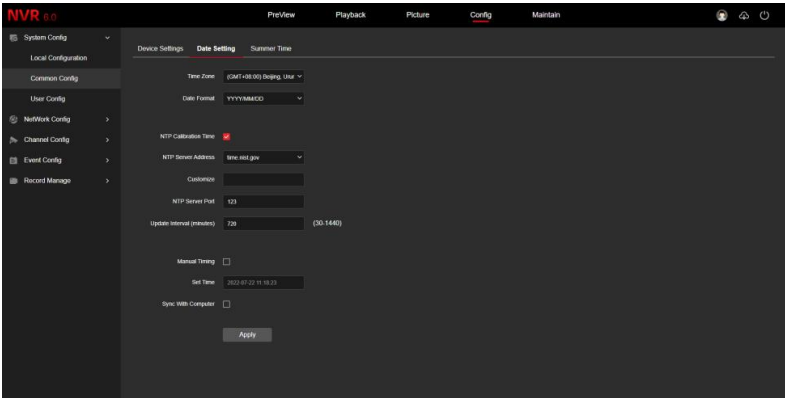 NVR 6.0
PreView Playback Picture Config Maintain
System Config
Local Configuration
Common Config
User Config
NetWork Config
Channel Config
Event Config
Record Manage
Device Settings Date Setting Summer Time
Time Zone (GMT+08:00) Beijing, Urur
Date Format YYYY/MM/DD
NTP Calibration Time
NTP Server Address time.nist.gov
Customize
NTP Server Port 123
Update Interval (minutes) 720 (30-1440)
Manual Timing
Set Time 2022-07-22 11:18:23
Sync With Computer
Apply